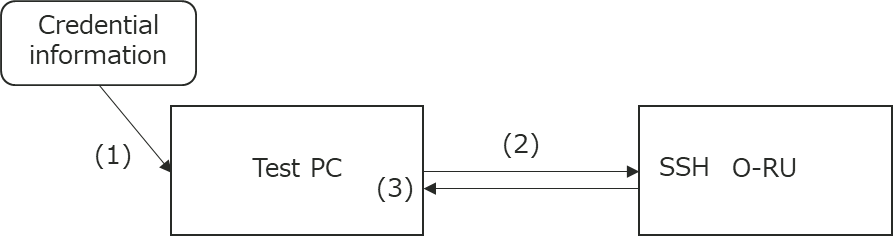 Credential
information
(1)
Test PC
(2)
(3)
SSH O-RU